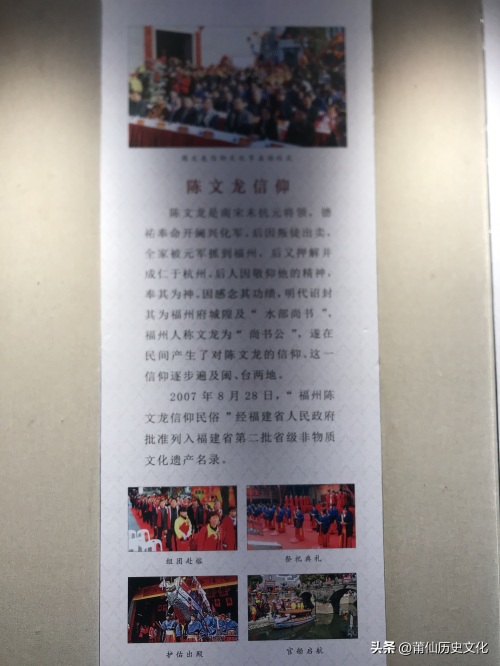 陈文龙信仰
陈文龙是南宋末抗元将领，德
祐奉命开阃兴化军，后因叛徒出卖，
全家被元军抓到福州，后又押解并
成仁于杭州，后人因敬仰他的精神，
奉其为神。因感念其功绩，明代诏封
其为福州府城隍及“水部尚书”，
福州人称文龙为“尚书公”，遂在
民间产生了对陈文龙的信仰。这一
信仰逐步遍及闽、台两地。
2007年8月28日，“福州陈
文龙信仰民俗”经福建省人民政府
批准列入福建省第二批省级非物质
文化遗产名录。
组团赴临
祭祀典礼
护估出殿
官船启航
头条 @莆仙历史文化